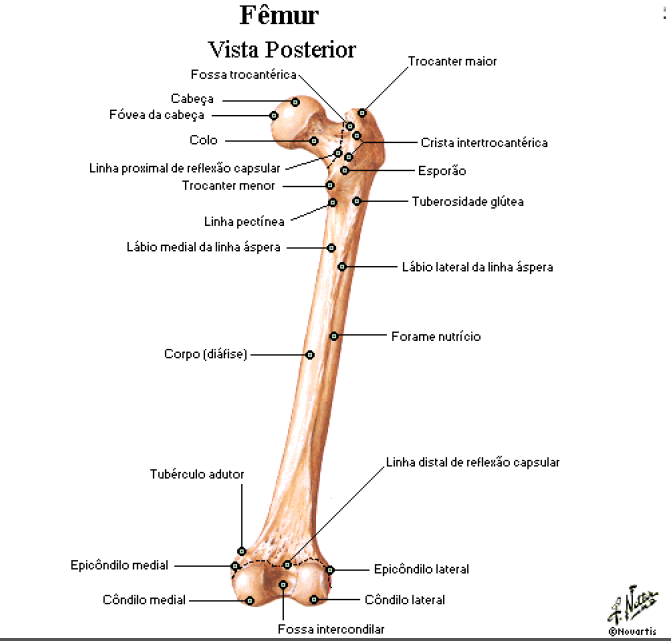 Fêmur
Vista Posterior
Trocanter maior
Fossa trocantérica
Cabeça
Fóvea da cabeça
Colo
Crista intertrocantérica
Linha proximal de reflexão capsular
Esporão
Trocanter menor
Tuberosidade glútea
Linha pectínea
Lábio medial da linha áspera
Lábio lateral da linha áspera
Forame nutrício
Corpo (diáfise)
Linha distal de reflexão capsular
Tubérculo adutor
Epicôndilo medial
Epicôndilo lateral
Côndilo medial
Côndilo lateral
Fossa intercondilar
F. Netter
©Novartis